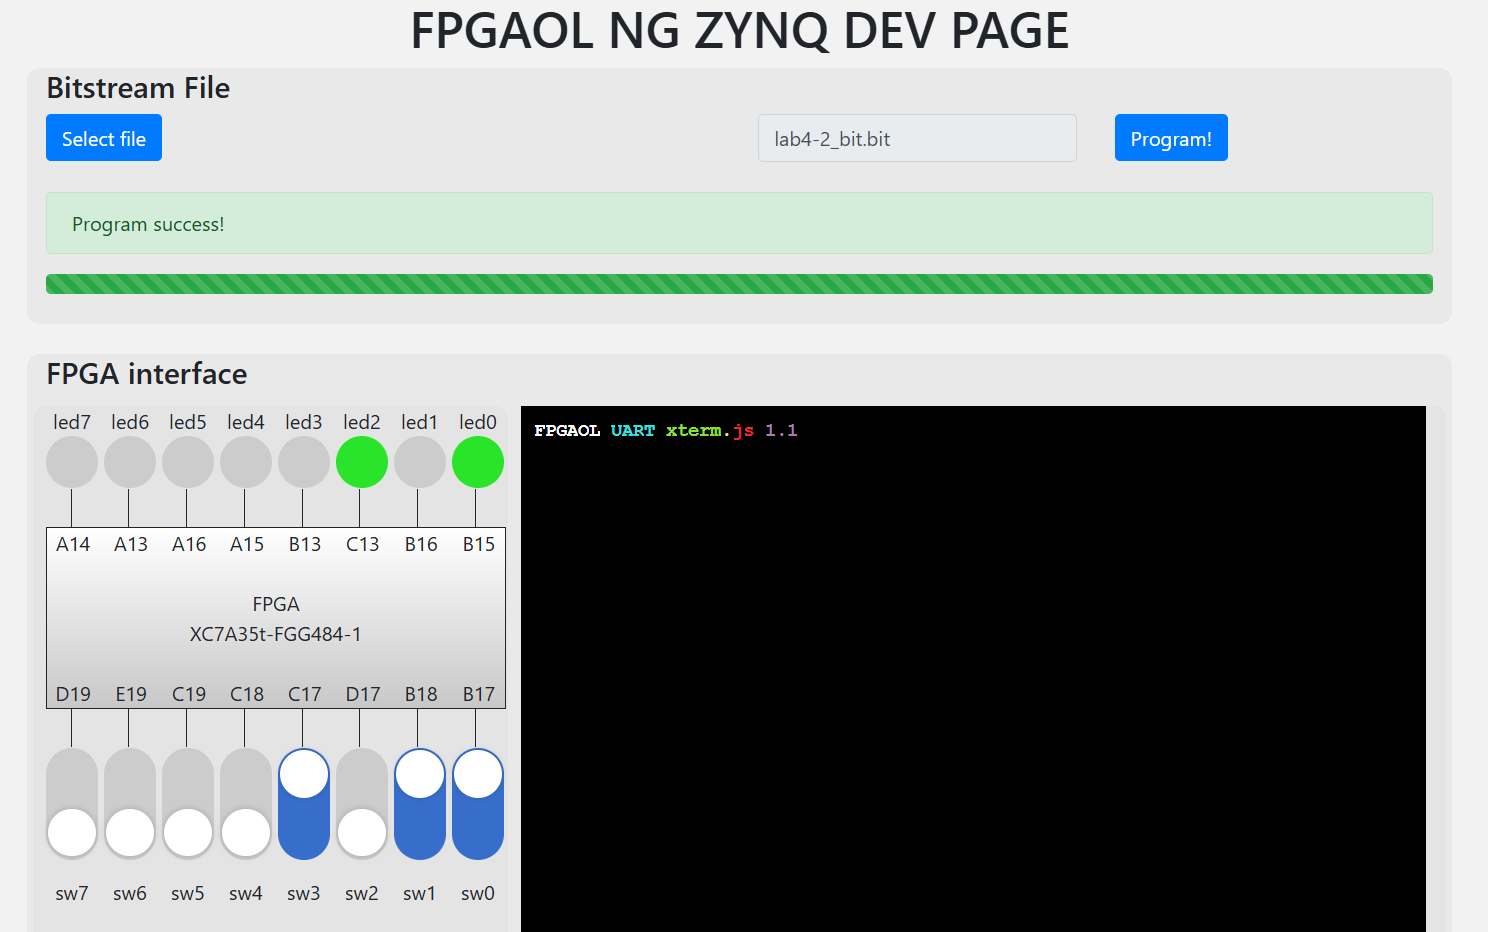 FPGAOL NG ZYNQ DEV PAGE
Bitstream File
Select file lab4-2_bit.bit Program!
Program success!
FPGA interface
led7 led6 led5 led4 led3 led2 led1 led0
FPGAOL UART xterm.js 1.1
A14 A13 A16 A15 B13 C13 B16 B15
FPGA
XC7A35t-FGG484-1
D19 E19 C19 C18 C17 D17 B18 B17
sw7 sw6 sw5 sw4 sw3 sw2 sw1 sw0